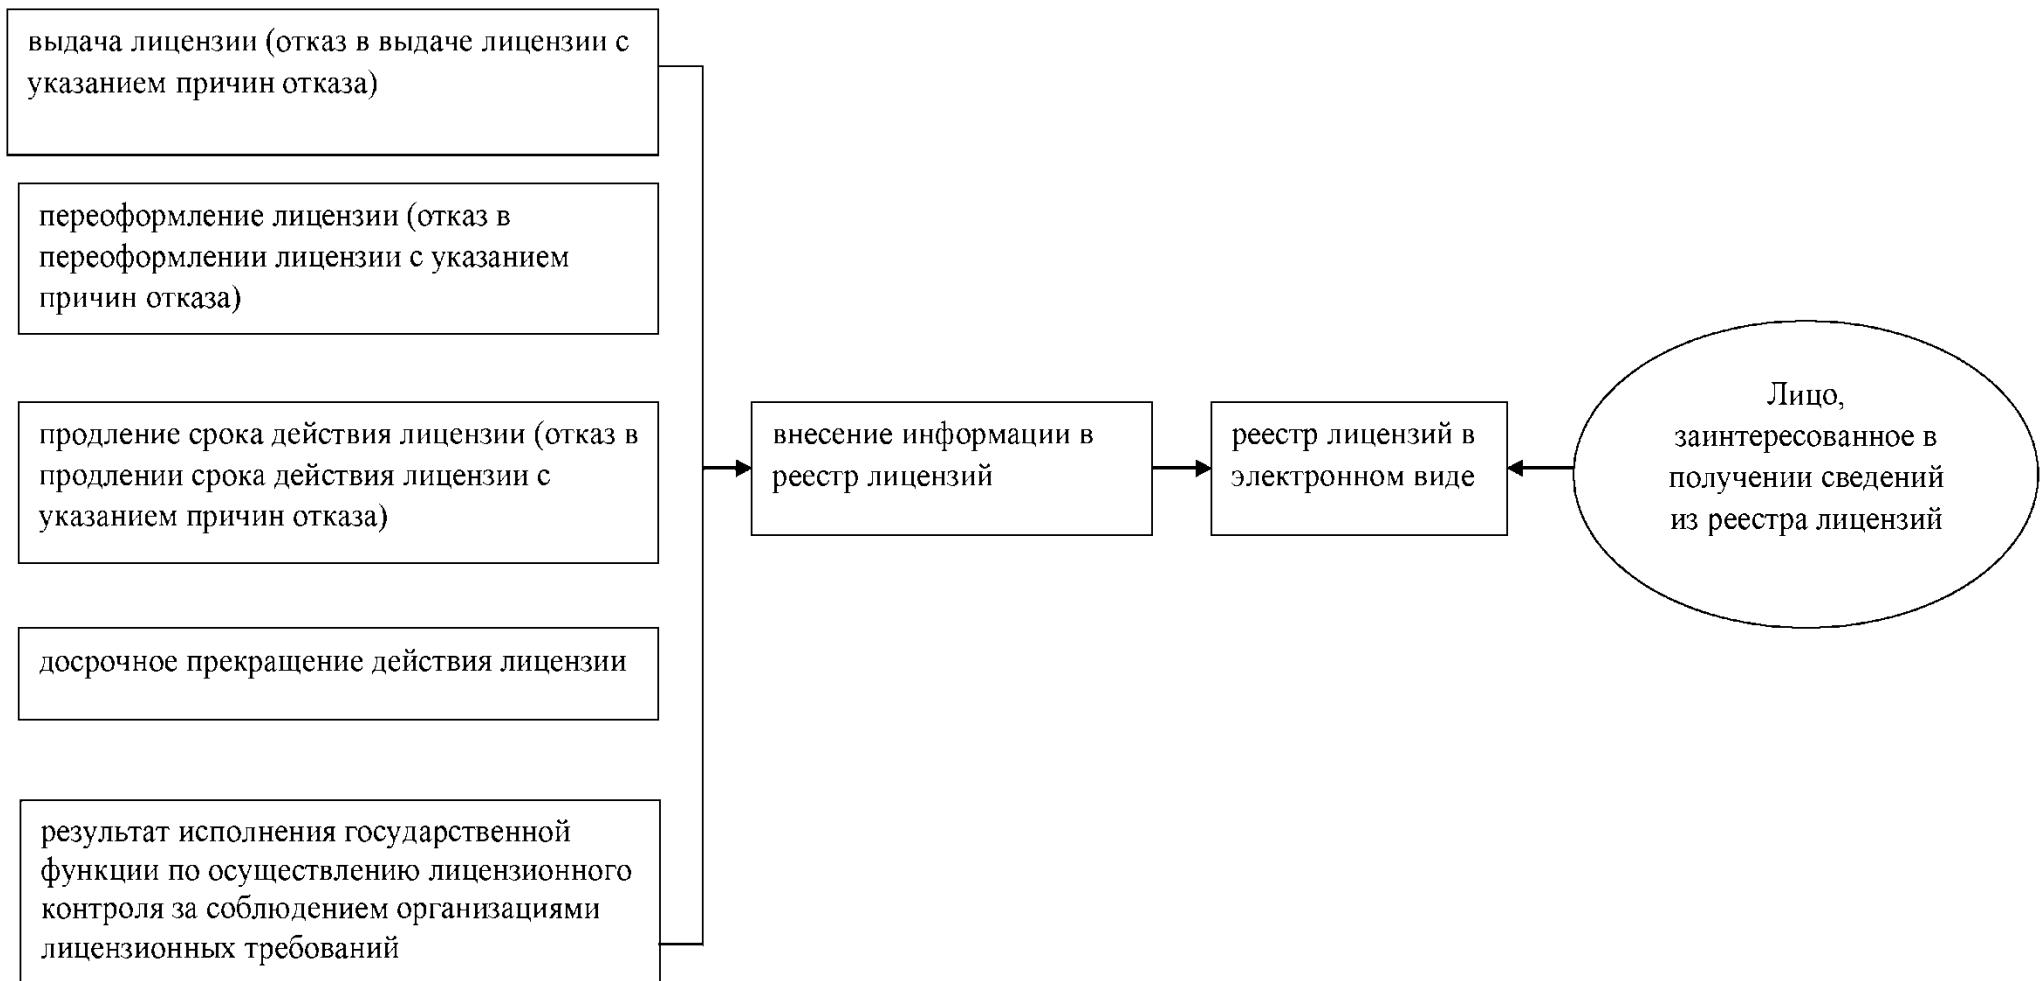 выдача лицензии (отказ в выдаче лицензии с
указанием причин отказа)
переоформление лицензии (отказ в
переоформлении лицензии с указанием
причин отказа)
продление срока действия лицензии (отказ в
продлении срока действия лицензии с
указанием причин отказа)
досрочное прекращение действия лицензии
результат исполнения государственной
функции по осуществлению лицензионного
контроля за соблюдением организациями
лицензионных требований
внесение информации в
реестр лицензий
реестр лицензий в
электронном виде
Лицо,
заинтересованное в
получении сведений
из реестра лицензий